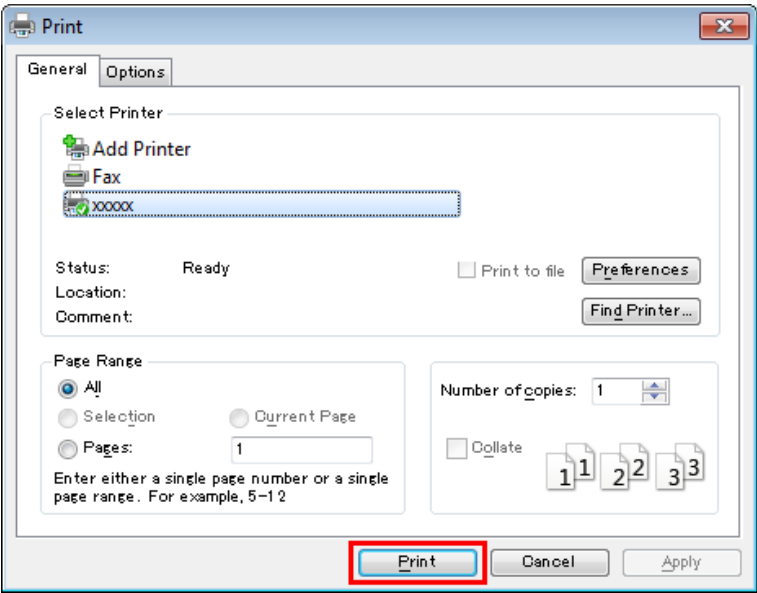 Print
General Options
Select Printer
Add Printer
Fax
xxxxx
Status: Ready
Print to file Preferences
Location:
Comment:
Find Printer...
Page Range
All
Selection Current Page
Pages: 1
Enter either a single page number or a single
page range. For example, 5-12
Number of copies: 1
Collate
1 1 2 2 3 3
Print Cancel Apply